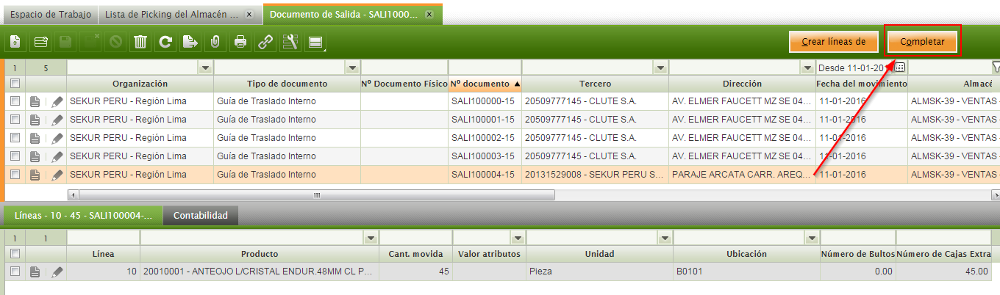 Espacio de Trabajo Lista de Picking del Almacén ... Documento de Salida - SALI1000...
Crear líneas de Completar
1 5 Desde 11-01-20
Organización Tipo de documento Nº Documento Físico Nº documento Tercero Dirección Fecha del movimiento Almacé
SEKUR PERU - Región Lima Guía de Traslado Interno SALI100000-15 20509777145 - CLUTE S.A. AV. ELMER FAUCETT MZ SE 04... 11-01-2016 ALMSK-39 - VENTAS
SEKUR PERU - Región Lima Guía de Traslado Interno SALI100001-15 20509777145 - CLUTE S.A. AV. ELMER FAUCETT MZ SE 04... 11-01-2016 ALMSK-39 - VENTAS
SEKUR PERU - Región Lima Guía de Traslado Interno SALI100002-15 20509777145 - CLUTE S.A. AV. ELMER FAUCETT MZ SE 04... 11-01-2016 ALMSK-39 - VENTAS
SEKUR PERU - Región Lima Guía de Traslado Interno SALI100003-15 20509777145 - CLUTE S.A. AV. ELMER FAUCETT MZ SE 04... 11-01-2016 ALMSK-39 - VENTAS
SEKUR PERU - Región Lima Guía de Traslado Interno SALI100004-15 20131529008 - SEKUR PERU S... PARAJE ARCATA CARR. AREQ... 11-01-2016 ALMSK-39 - VENTAS
Líneas - 10 - 45 - SALI100004-... Contabilidad
1 1
Línea Producto Cant. movida Valor atributos Unidad Ubicación Número de Bultos Número de Cajas Extra
10 20010001 - ANTEOJO L/CRISTAL ENDUR.48MM CL P... 45 Pieza B0101 0.00 45.00